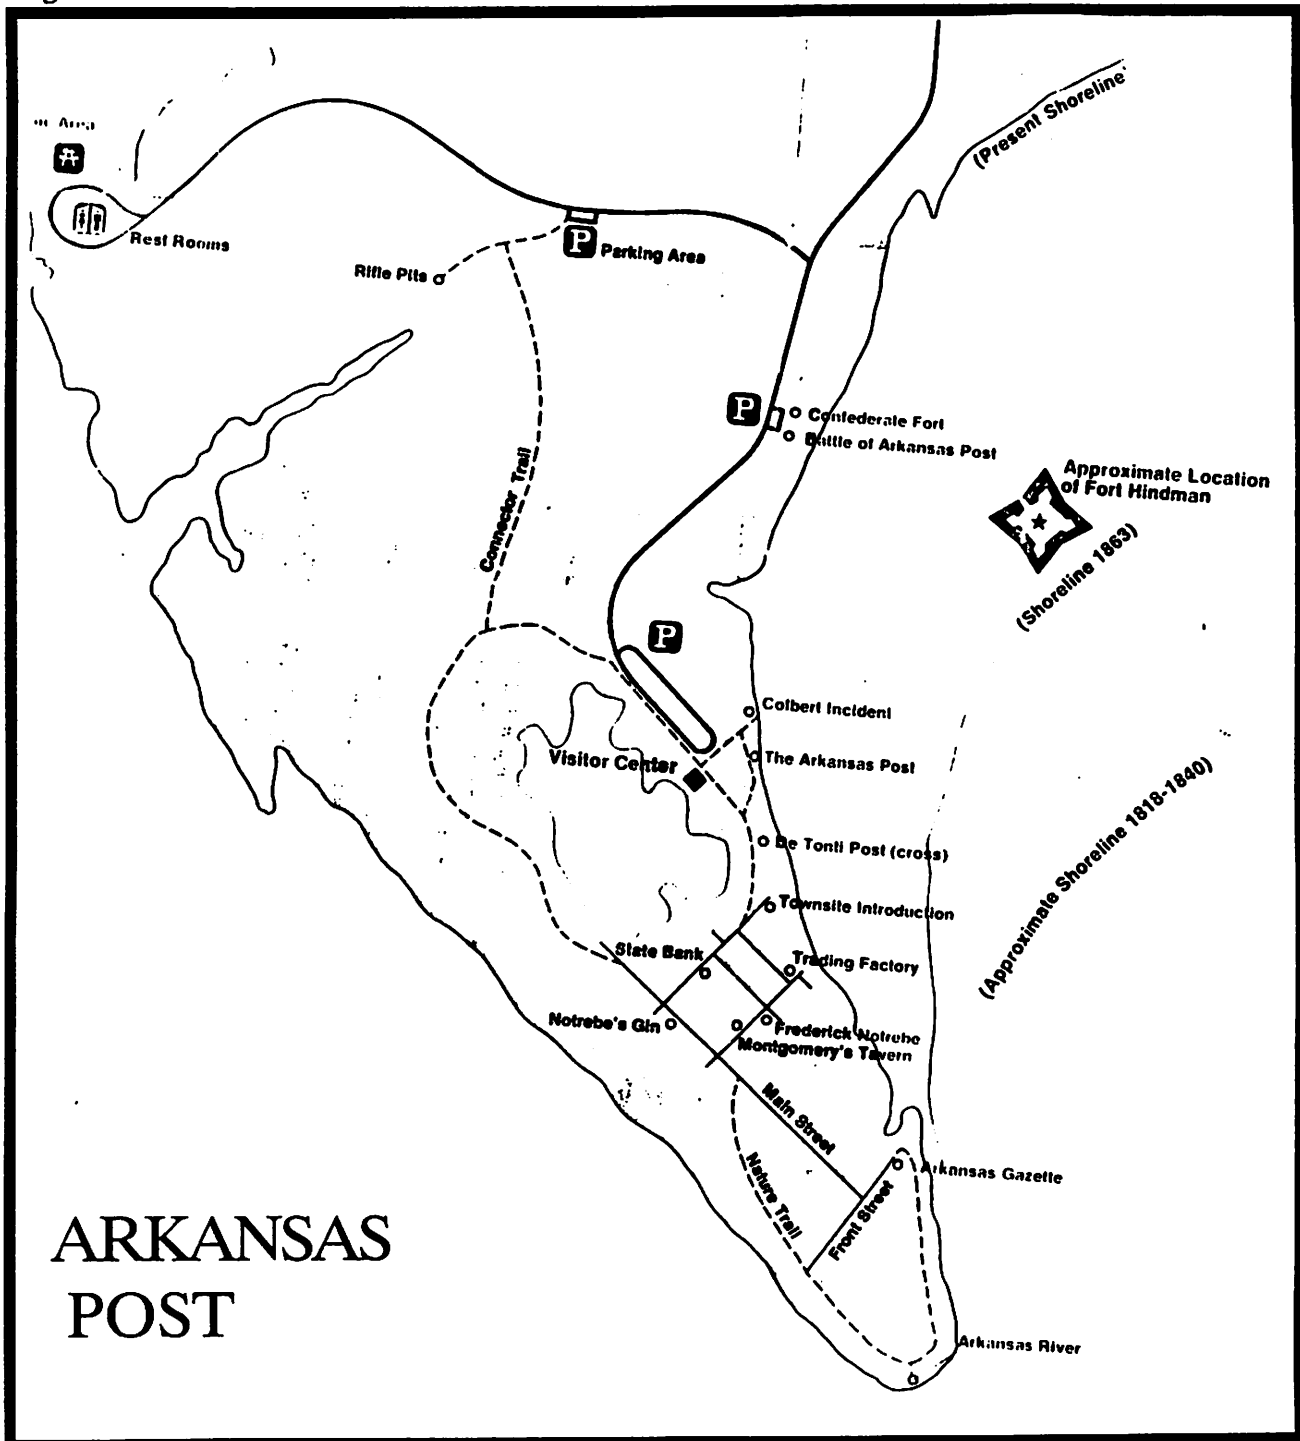 Area
Rest Rooms
(Present Shoreline
P
Parking Area
Rifle Pits
P
Confederate Fort
Battle of Arkansas Post
Approximate Location
of Fort Hindman
(Shoreline 1863)
Connector Trail
P
Colbert Incident
Visitor Center
The Arkansas Post
(Approximate Shoreline 1818-1840)
De Tonti Post (cross)
Townsite Introduction
State Bank
Trading Factory
Notrebe's Gin
Frederick Notrebe
Montgomery's Tavern
Main Street
Nature Trail
Arkansas Gazette
Front Street
ARKANSAS
POST
Arkansas River